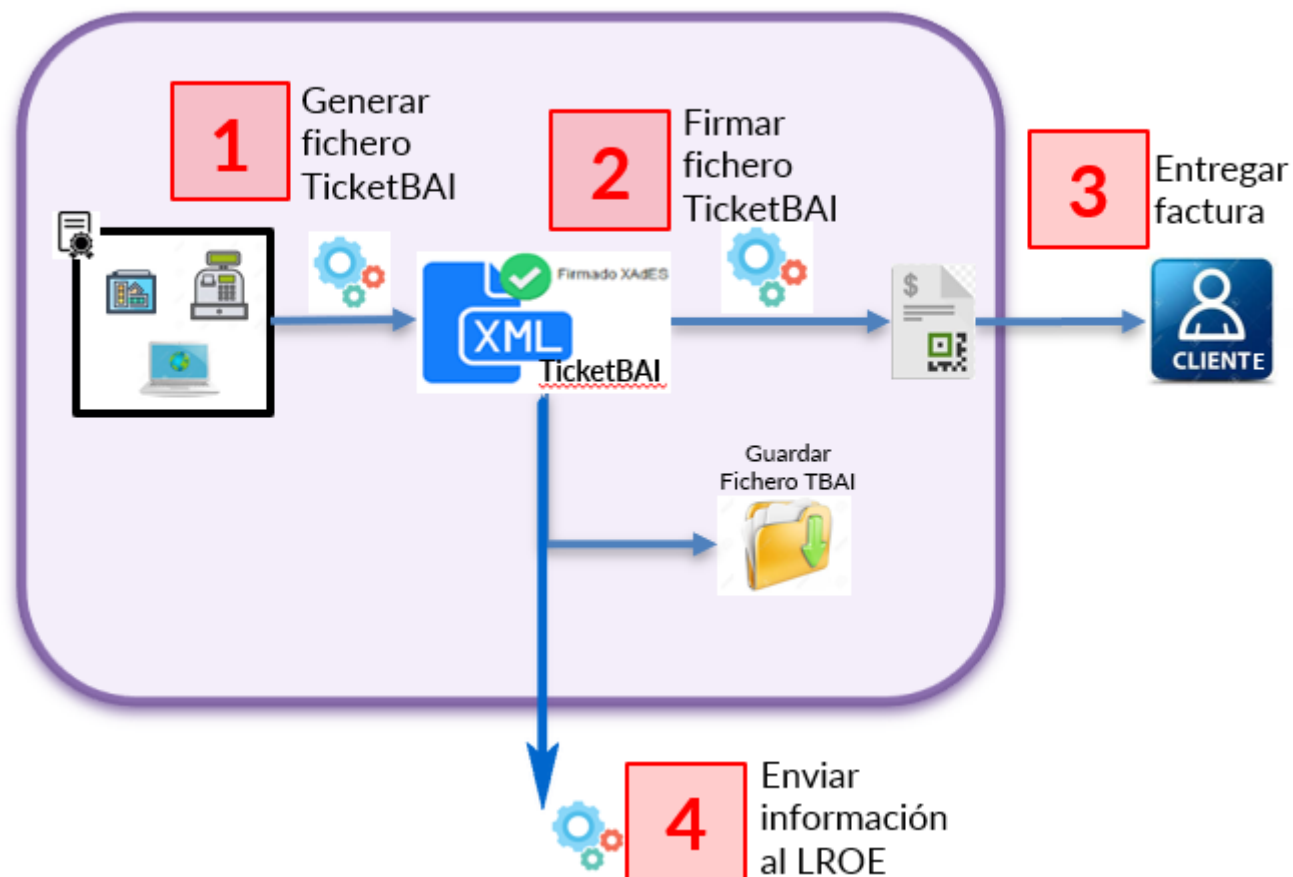 1
Generar
fichero
TicketBAI
2
Firmar
fichero
TicketBAI
3
Entregar
factura
Firmado XAdES
XML
TicketBAI
$
CLIENTE
Guardar
Fichero TBAI
4
Enviar
información
al LROE